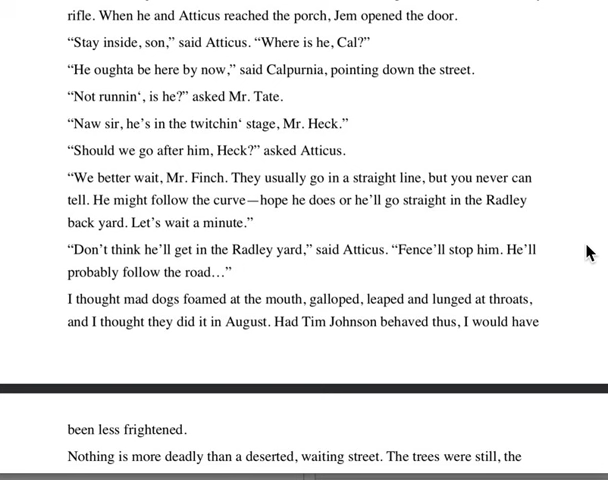 rifle. When he and Atticus reached the porch, Jem opened the door.
“Stay inside, son,” said Atticus. “Where is he, Cal?”
“He oughta be here by now,” said Calpurnia, pointing down the street.
“Not runnin‘, is he?” asked Mr. Tate.
“Naw sir, he’s in the twitchin‘ stage, Mr. Heck.”
“Should we go after him, Heck?” asked Atticus.
“We better wait, Mr. Finch. They usually go in a straight line, but you never can
tell. He might follow the curve—hope he does or he’ll go straight in the Radley
back yard. Let’s wait a minute.”
“Don’t think he’ll get in the Radley yard,” said Atticus. “Fence’ll stop him. He’ll
probably follow the road…”
I thought mad dogs foamed at the mouth, galloped, leaped and lunged at throats,
and I thought they did it in August. Had Tim Johnson behaved thus, I would have
been less frightened.
Nothing is more deadly than a deserted, waiting street. The trees were still, the